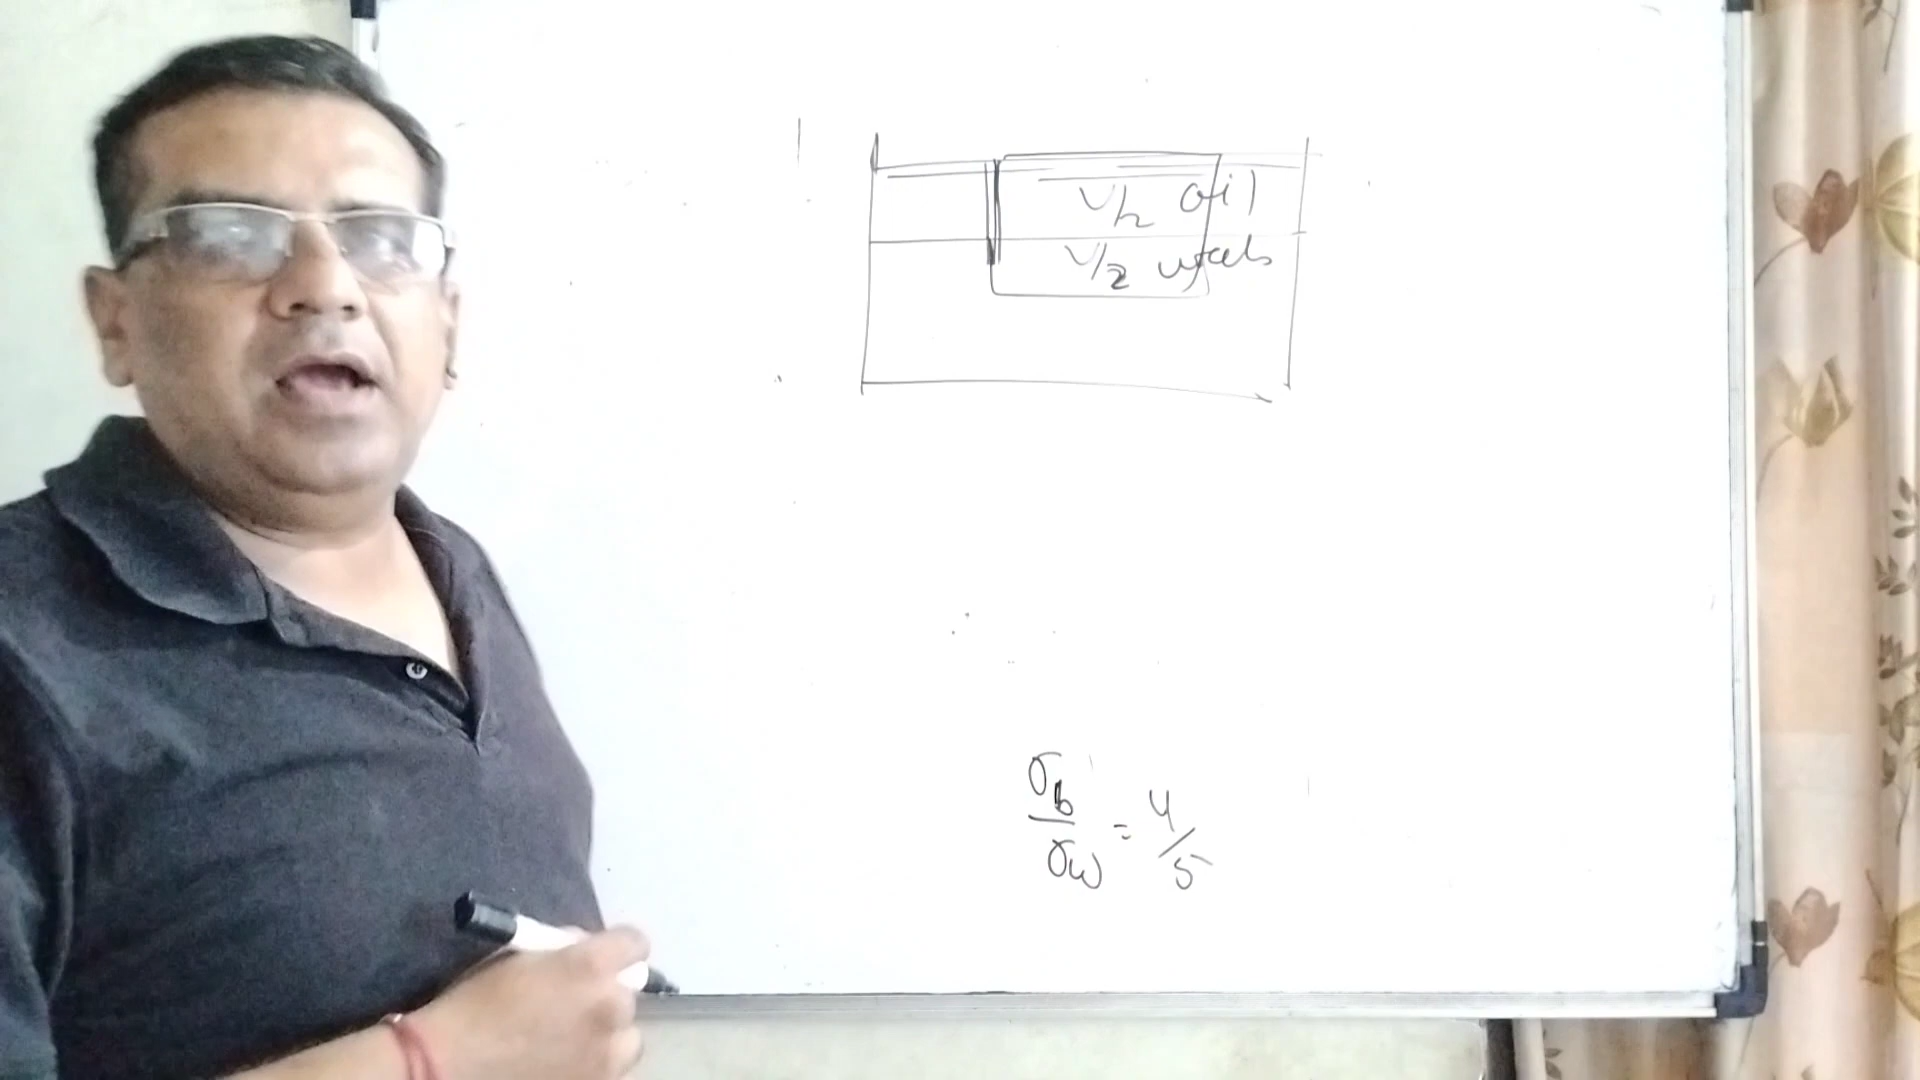 V/2 oil
V/2 water
σb/σw = 4/5